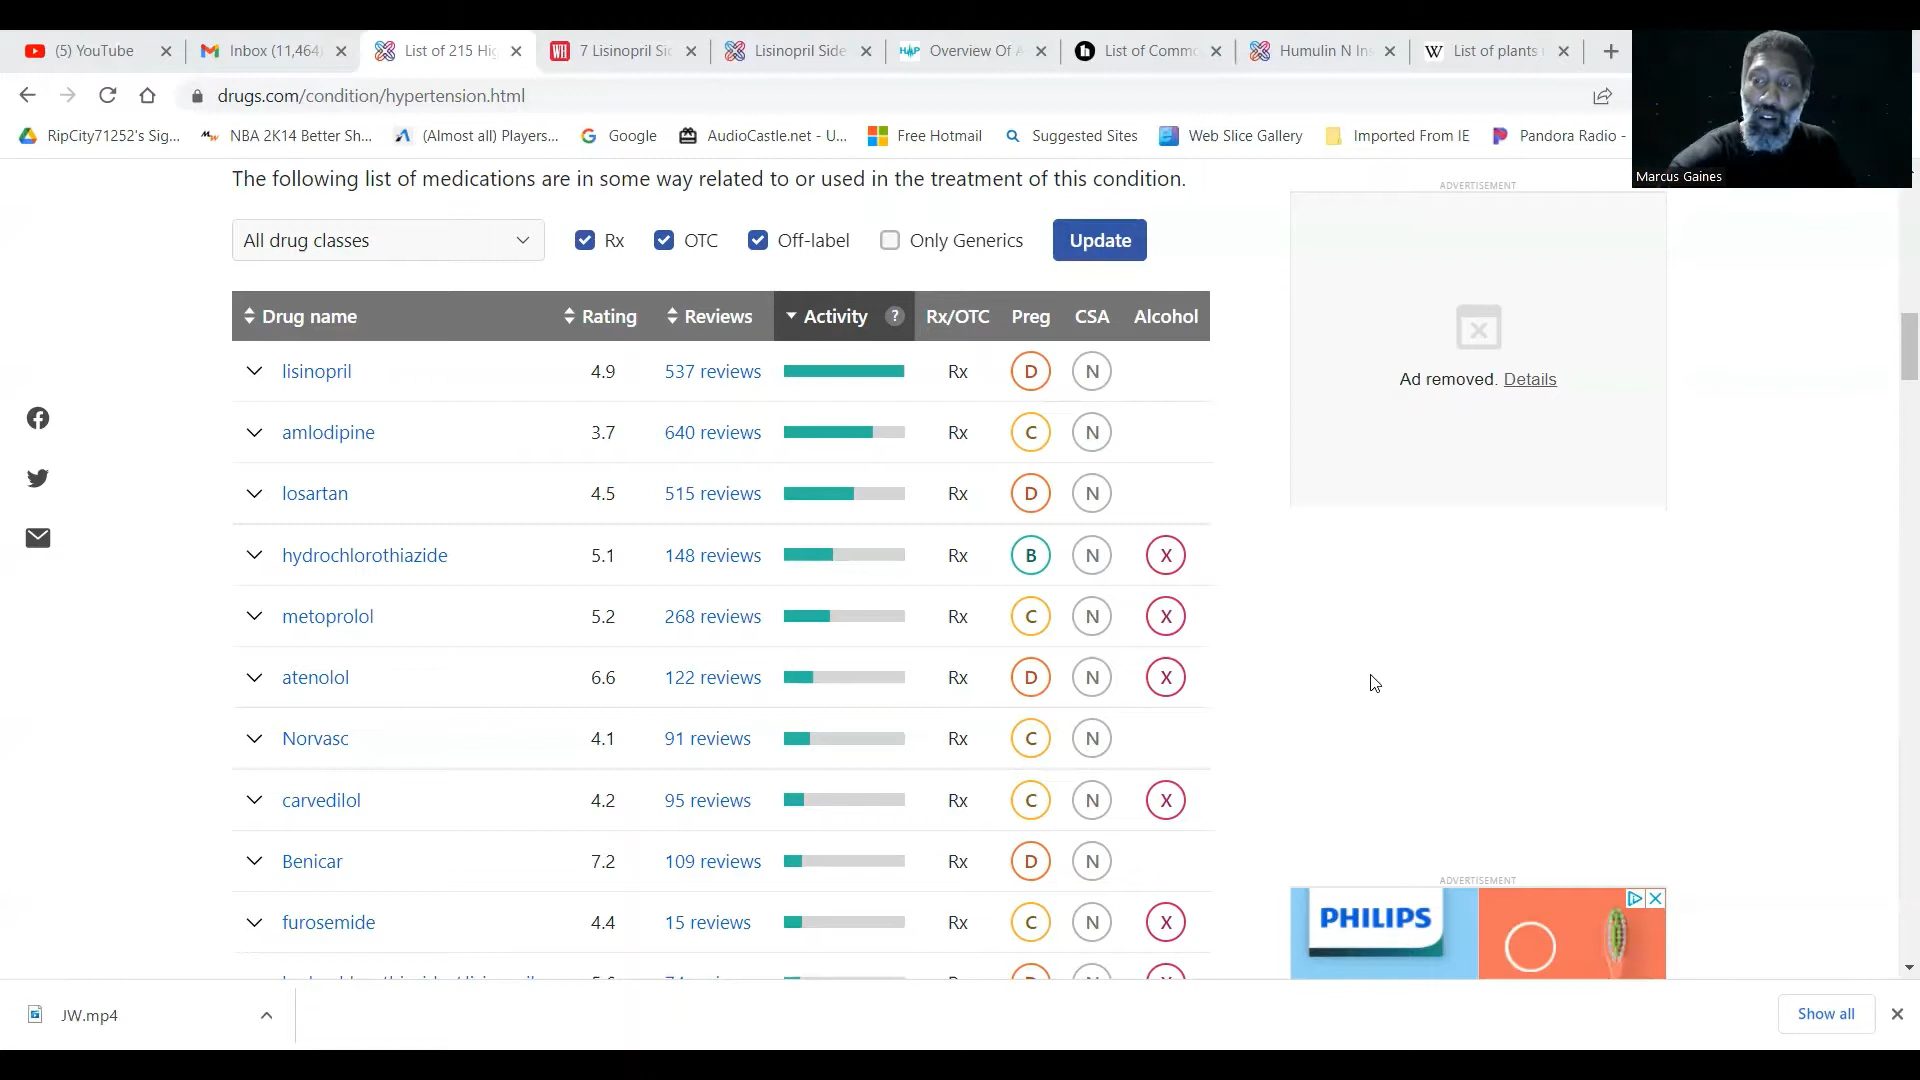 (5) YouTube
Inbox (11,464)
List of 215 Hig
7 Lisinopril Sid
Lisinopril Side
Overview Of A
List of Commo
Humulin N Ins
List of plants
drugs.com/condition/hypertension.html
RipCity71252's Sig...
NBA 2K14 Better Sh...
(Almost all) Players...
Google
AudioCastle.net - U...
Free Hotmail
Suggested Sites
Web Slice Gallery
Imported From IE
Pandora Radio -
Marcus Gaines
The following list of medications are in some way related to or used in the treatment of this condition.
ADVERTISEMENT
All drug classes
Rx
OTC
Off-label
Only Generics
Update
Drug name Rating Reviews Activity ? Rx/OTC Preg CSA Alcohol
lisinopril 4.9 537 reviews Rx D N
amlodipine 3.7 640 reviews Rx C N
losartan 4.5 515 reviews Rx D N
hydrochlorothiazide 5.1 148 reviews Rx B N X
metoprolol 5.2 268 reviews Rx C N X
atenolol 6.6 122 reviews Rx D N X
Norvasc 4.1 91 reviews Rx C N
carvedilol 4.2 95 reviews Rx C N X
Benicar 7.2 109 reviews Rx D N
furosemide 4.4 15 reviews Rx C N X
Ad removed. Details
ADVERTISEMENT
PHILIPS
JW.mp4
Show all